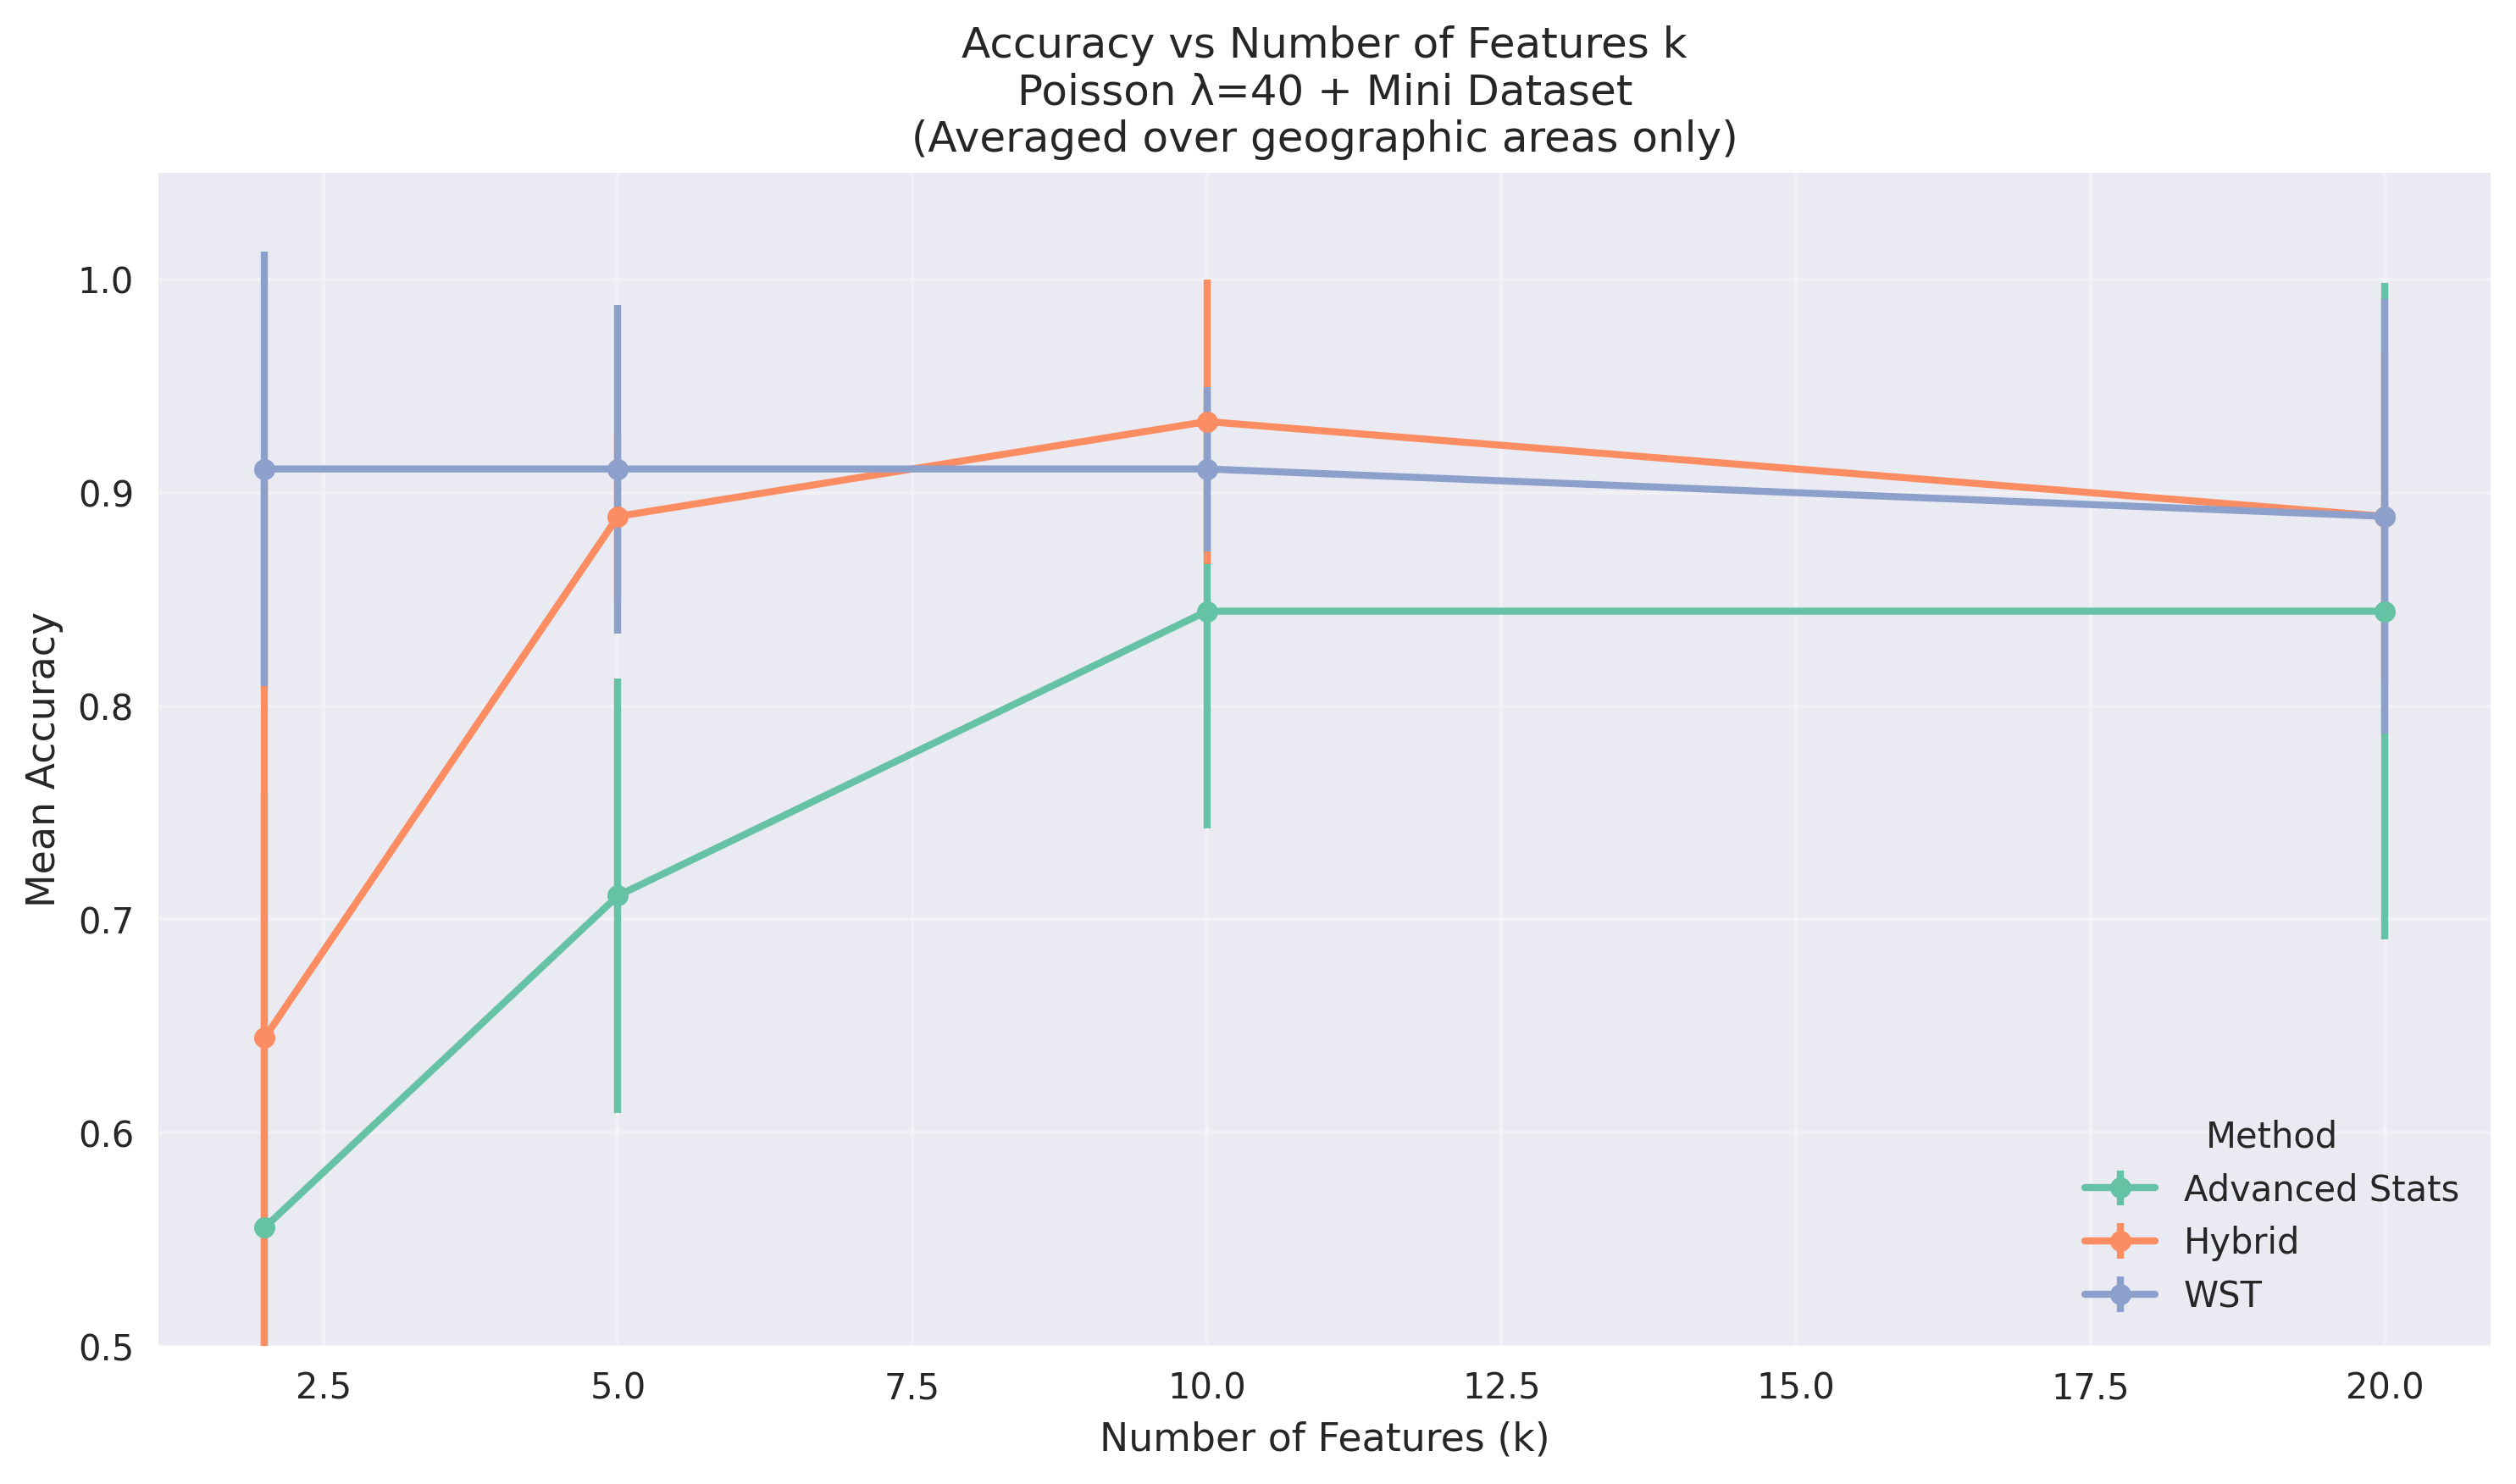 Accuracy vs Number of Features k
Poisson λ=40 + Mini Dataset
(Averaged over geographic areas only)
Mean Accuracy
1.0
0.9
0.8
0.7
0.6
0.5
2.5 5.0 7.5 10.0 12.5 15.0 17.5 20.0
Number of Features (k)
Method
Advanced Stats
Hybrid
WST